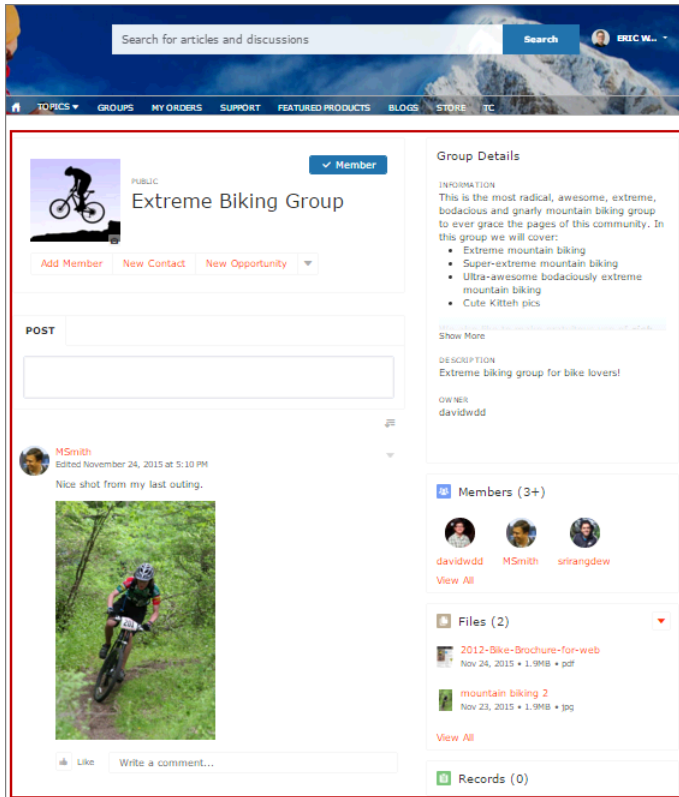 Search for articles and discussions
Search
ERIC W...
TOPICS
GROUPS
MY ORDERS
SUPPORT
FEATURED PRODUCTS
BLOGS
STORE
TC
PUBLIC
Extreme Biking Group
Member
Add Member
New Contact
New Opportunity
POST
MSmith
Edited November 24, 2015 at 5:10 PM
Nice shot from my last outing.
Like
Write a comment...
Group Details
INFORMATION
This is the most radical, awesome, extreme,
bodacious and gnarly mountain biking group
to ever grace the pages of this community. In
this group we will cover:
• Extreme mountain biking
• Super-extreme mountain biking
• Ultra-awesome bodaciously extreme
mountain biking
• Cute Kitteh pics
Show More
DESCRIPTION
Extreme biking group for bike lovers!
OWNER
davidwdd
Members (3+)
davidwdd
MSmith
srirangdew
View All
Files (2)
2012-Bike-Brochure-for-web
Nov 24, 2015 • 1.9MB • pdf
mountain biking 2
Nov 23, 2015 • 1.9MB • jpg
View All
Records (0)